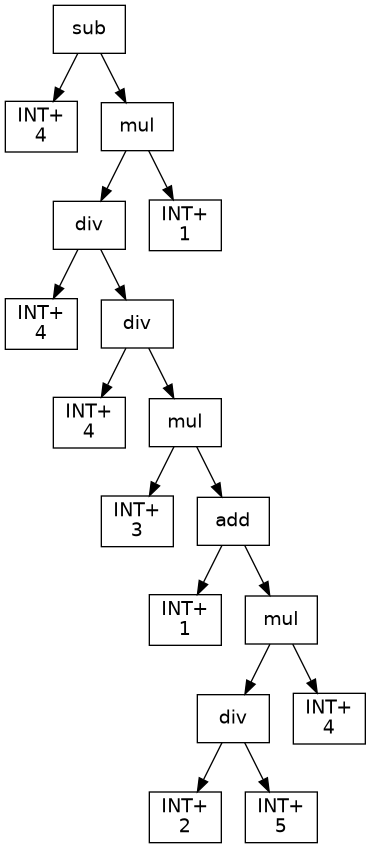 sub
INT+
4
mul
div
INT+
1
INT+
4
div
INT+
4
mul
INT+
3
add
INT+
1
mul
div
INT+
4
INT+
2
INT+
5